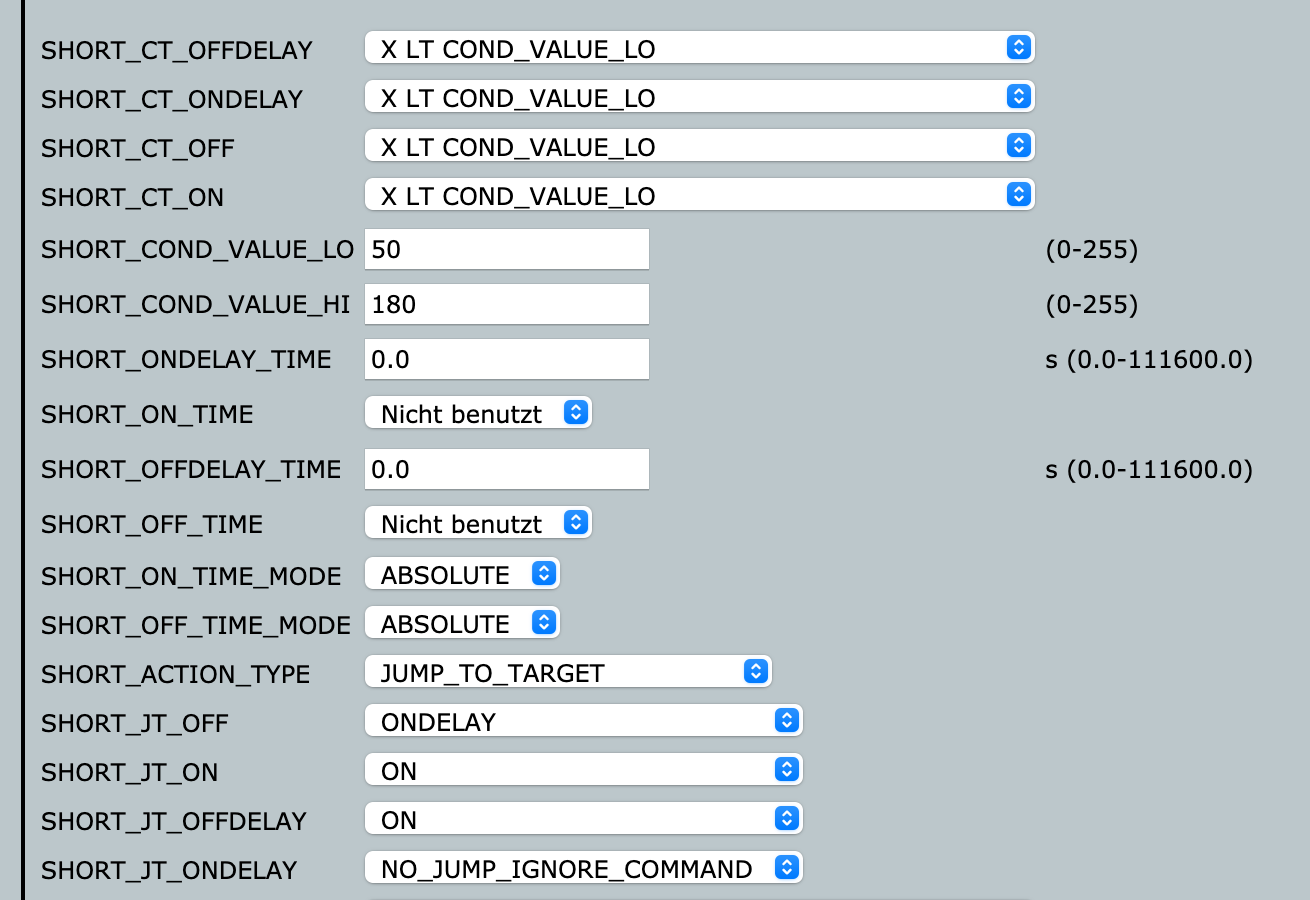 SHORT_CT_OFFDELAY X LT COND_VALUE_LO
SHORT_CT_ONDELAY X LT COND_VALUE_LO
SHORT_CT_OFF X LT COND_VALUE_LO
SHORT_CT_ON X LT COND_VALUE_LO
SHORT_COND_VALUE_LO 50 (0-255)
SHORT_COND_VALUE_HI 180 (0-255)
SHORT_ONDELAY_TIME 0.0 s (0.0-111600.0)
SHORT_ON_TIME Nicht benutzt
SHORT_OFFDELAY_TIME 0.0 s (0.0-111600.0)
SHORT_OFF_TIME Nicht benutzt
SHORT_ON_TIME_MODE ABSOLUTE
SHORT_OFF_TIME_MODE ABSOLUTE
SHORT_ACTION_TYPE JUMP_TO_TARGET
SHORT_JT_OFF ONDELAY
SHORT_JT_ON ON
SHORT_JT_OFFDELAY ON
SHORT_JT_ONDELAY NO_JUMP_IGNORE_COMMAND